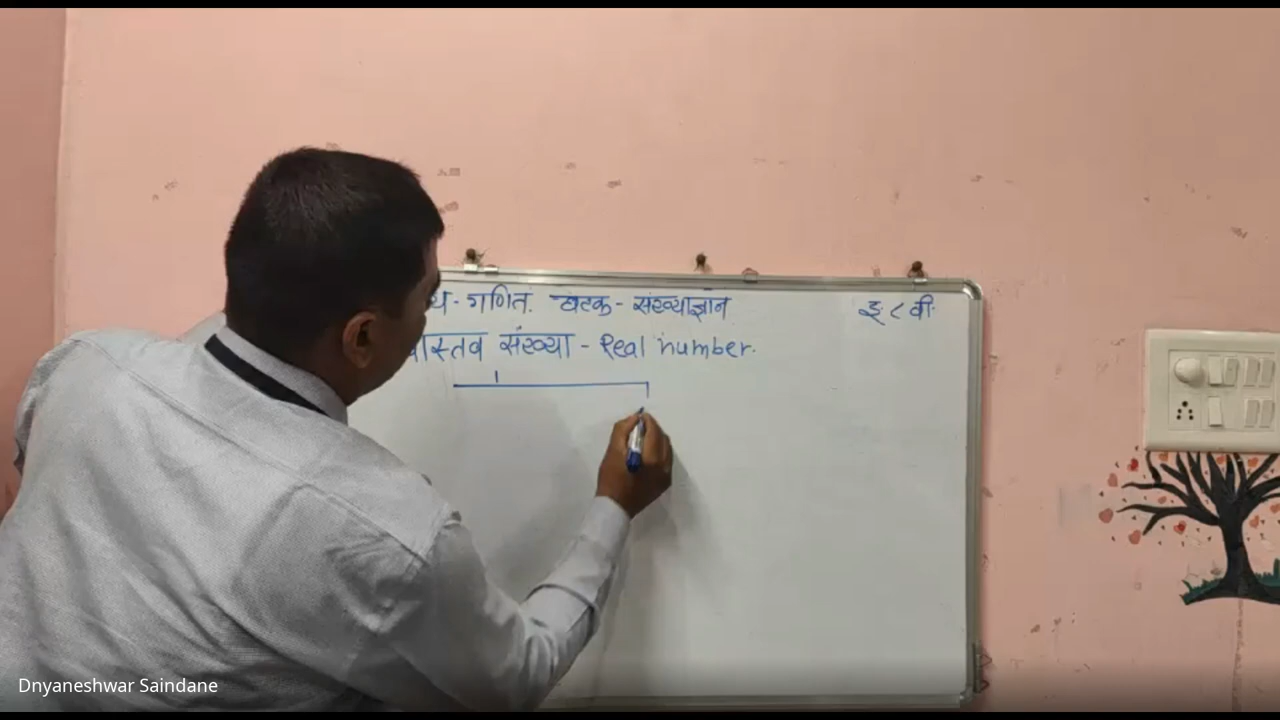 य - गणित. घटक - संख्याज्ञान इ. ८ वी.
वास्तव संख्या - Real number.
Dnyaneshwar Saindane